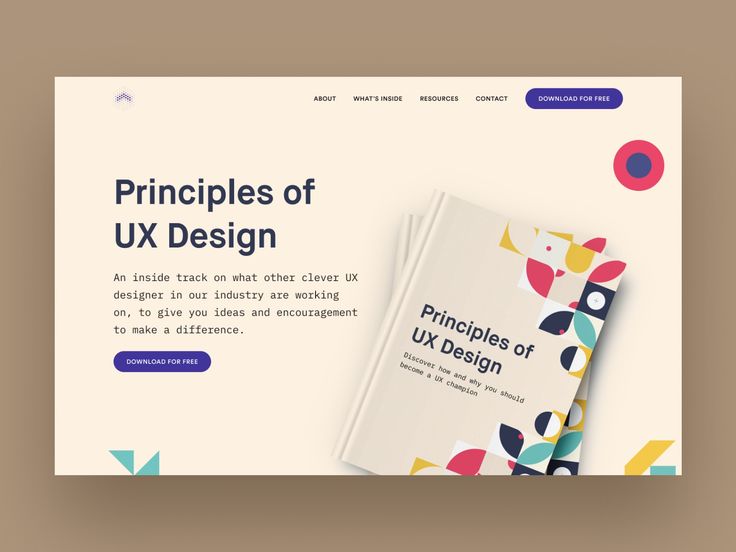 ABOUT
WHAT'S INSIDE
RESOURCES
CONTACT
DOWNLOAD FOR FREE
Principles of
UX Design
An inside track on what other clever UX
designer in our industry are working
on, to give you ideas and encouragement
to make a difference.
DOWNLOAD FOR FREE
Principles of
UX Design
Discover how and why you should
become a UX champion